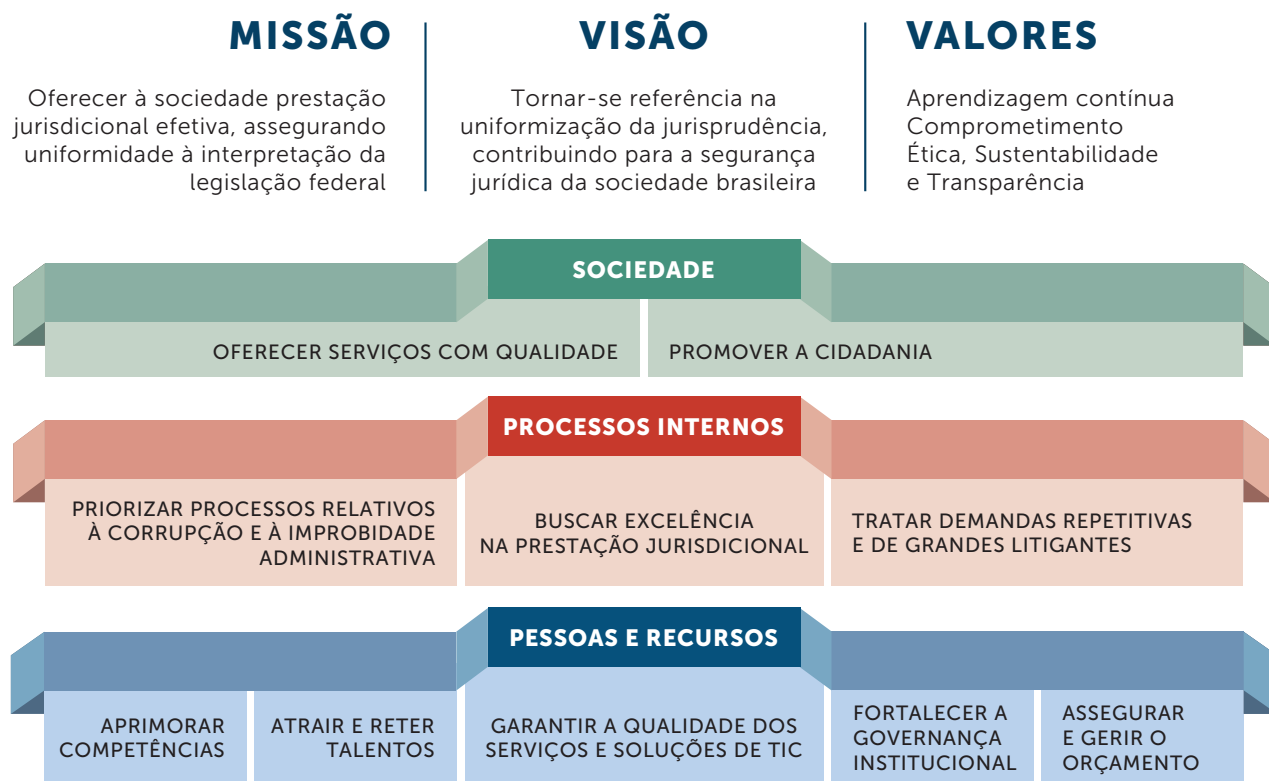 MISSÃO
Oferecer à sociedade prestação
jurisdicional efetiva, assegurando
uniformidade à interpretação da
legislação federal
VISÃO
Tornar-se referência na
uniformização da jurisprudência,
contribuindo para a segurança
jurídica da sociedade brasileira
VALORES
Aprendizagem contínua
Comprometimento
Ética, Sustentabilidade
e Transparência
SOCIEDADE
OFERECER SERVIÇOS COM QUALIDADE
PROMOVER A CIDADANIA
PROCESSOS INTERNOS
PRIORIZAR PROCESSOS RELATIVOS
À CORRUPÇÃO E À IMPROBIDADE
ADMINISTRATIVA
BUSCAR EXCELÊNCIA
NA PRESTAÇÃO JURISDICIONAL
TRATAR DEMANDAS REPETITIVAS
E DE GRANDES LITIGANTES
PESSOAS E RECURSOS
APRIMORAR
COMPETÊNCIAS
ATRAIR E RETER
TALENTOS
GARANTIR A QUALIDADE DOS
SERVIÇOS E SOLUÇÕES DE TIC
FORTALECER A
GOVERNANÇA
INSTITUCIONAL
ASSEGURAR
E GERIR O
ORÇAMENTO